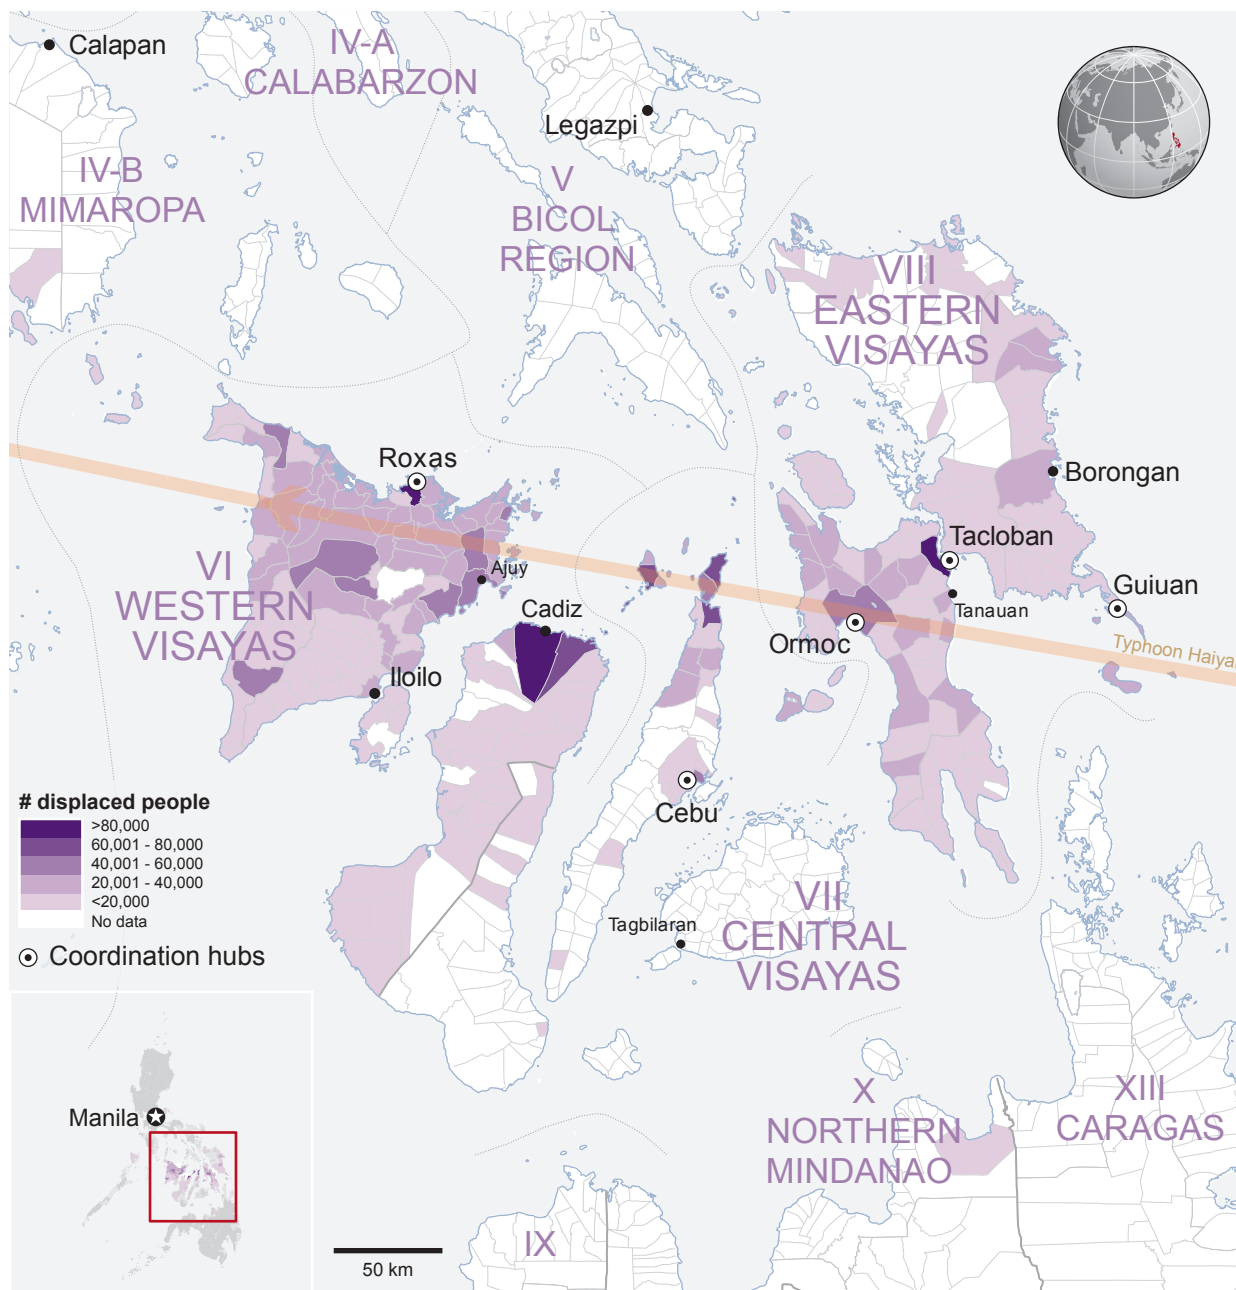 Calapan
IV-A
CALABARZON
Legazpi
IV-B
MIMAROPA
V
BICOL
REGION
VIII
EASTERN
VISAYAS
Roxas
Borongan
Tacloban
Ajuy
VI
WESTERN
VISAYAS
Cadiz
Guiuan
Tanauan
Ormoc
Typhoon Haiya
Iloilo
# displaced people
>80,000
60,001 - 80,000
40,001 - 60,000
20,001 - 40,000
<20,000
No data
Coordination hubs
Cebu
VII
CENTRAL
VISAYAS
Tagbilaran
Manila
X
NORTHERN
MINDANAO
XIII
CARAGAS
IX
50 km